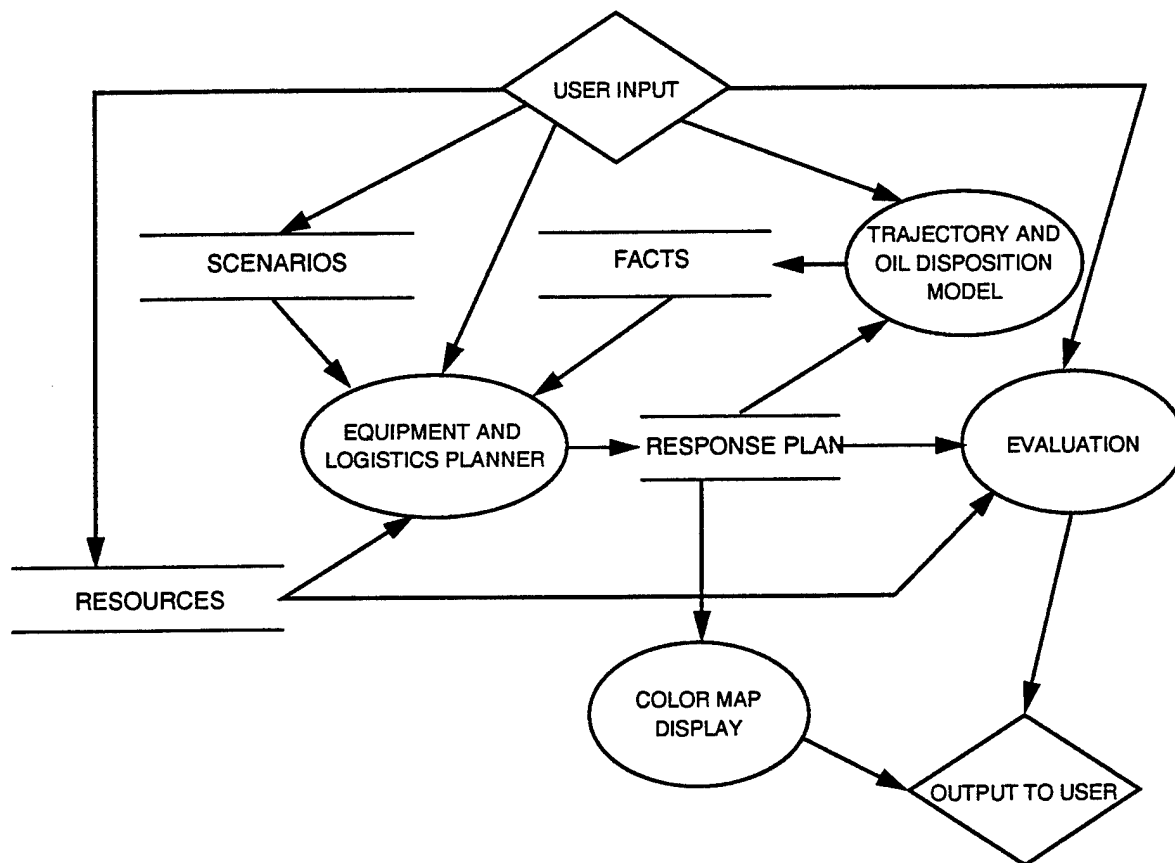 USER INPUT
SCENARIOS
FACTS
TRAJECTORY AND
OIL DISPOSITION
MODEL
EQUIPMENT AND
LOGISTICS PLANNER
RESPONSE PLAN
EVALUATION
RESOURCES
COLOR MAP
DISPLAY
OUTPUT TO USER